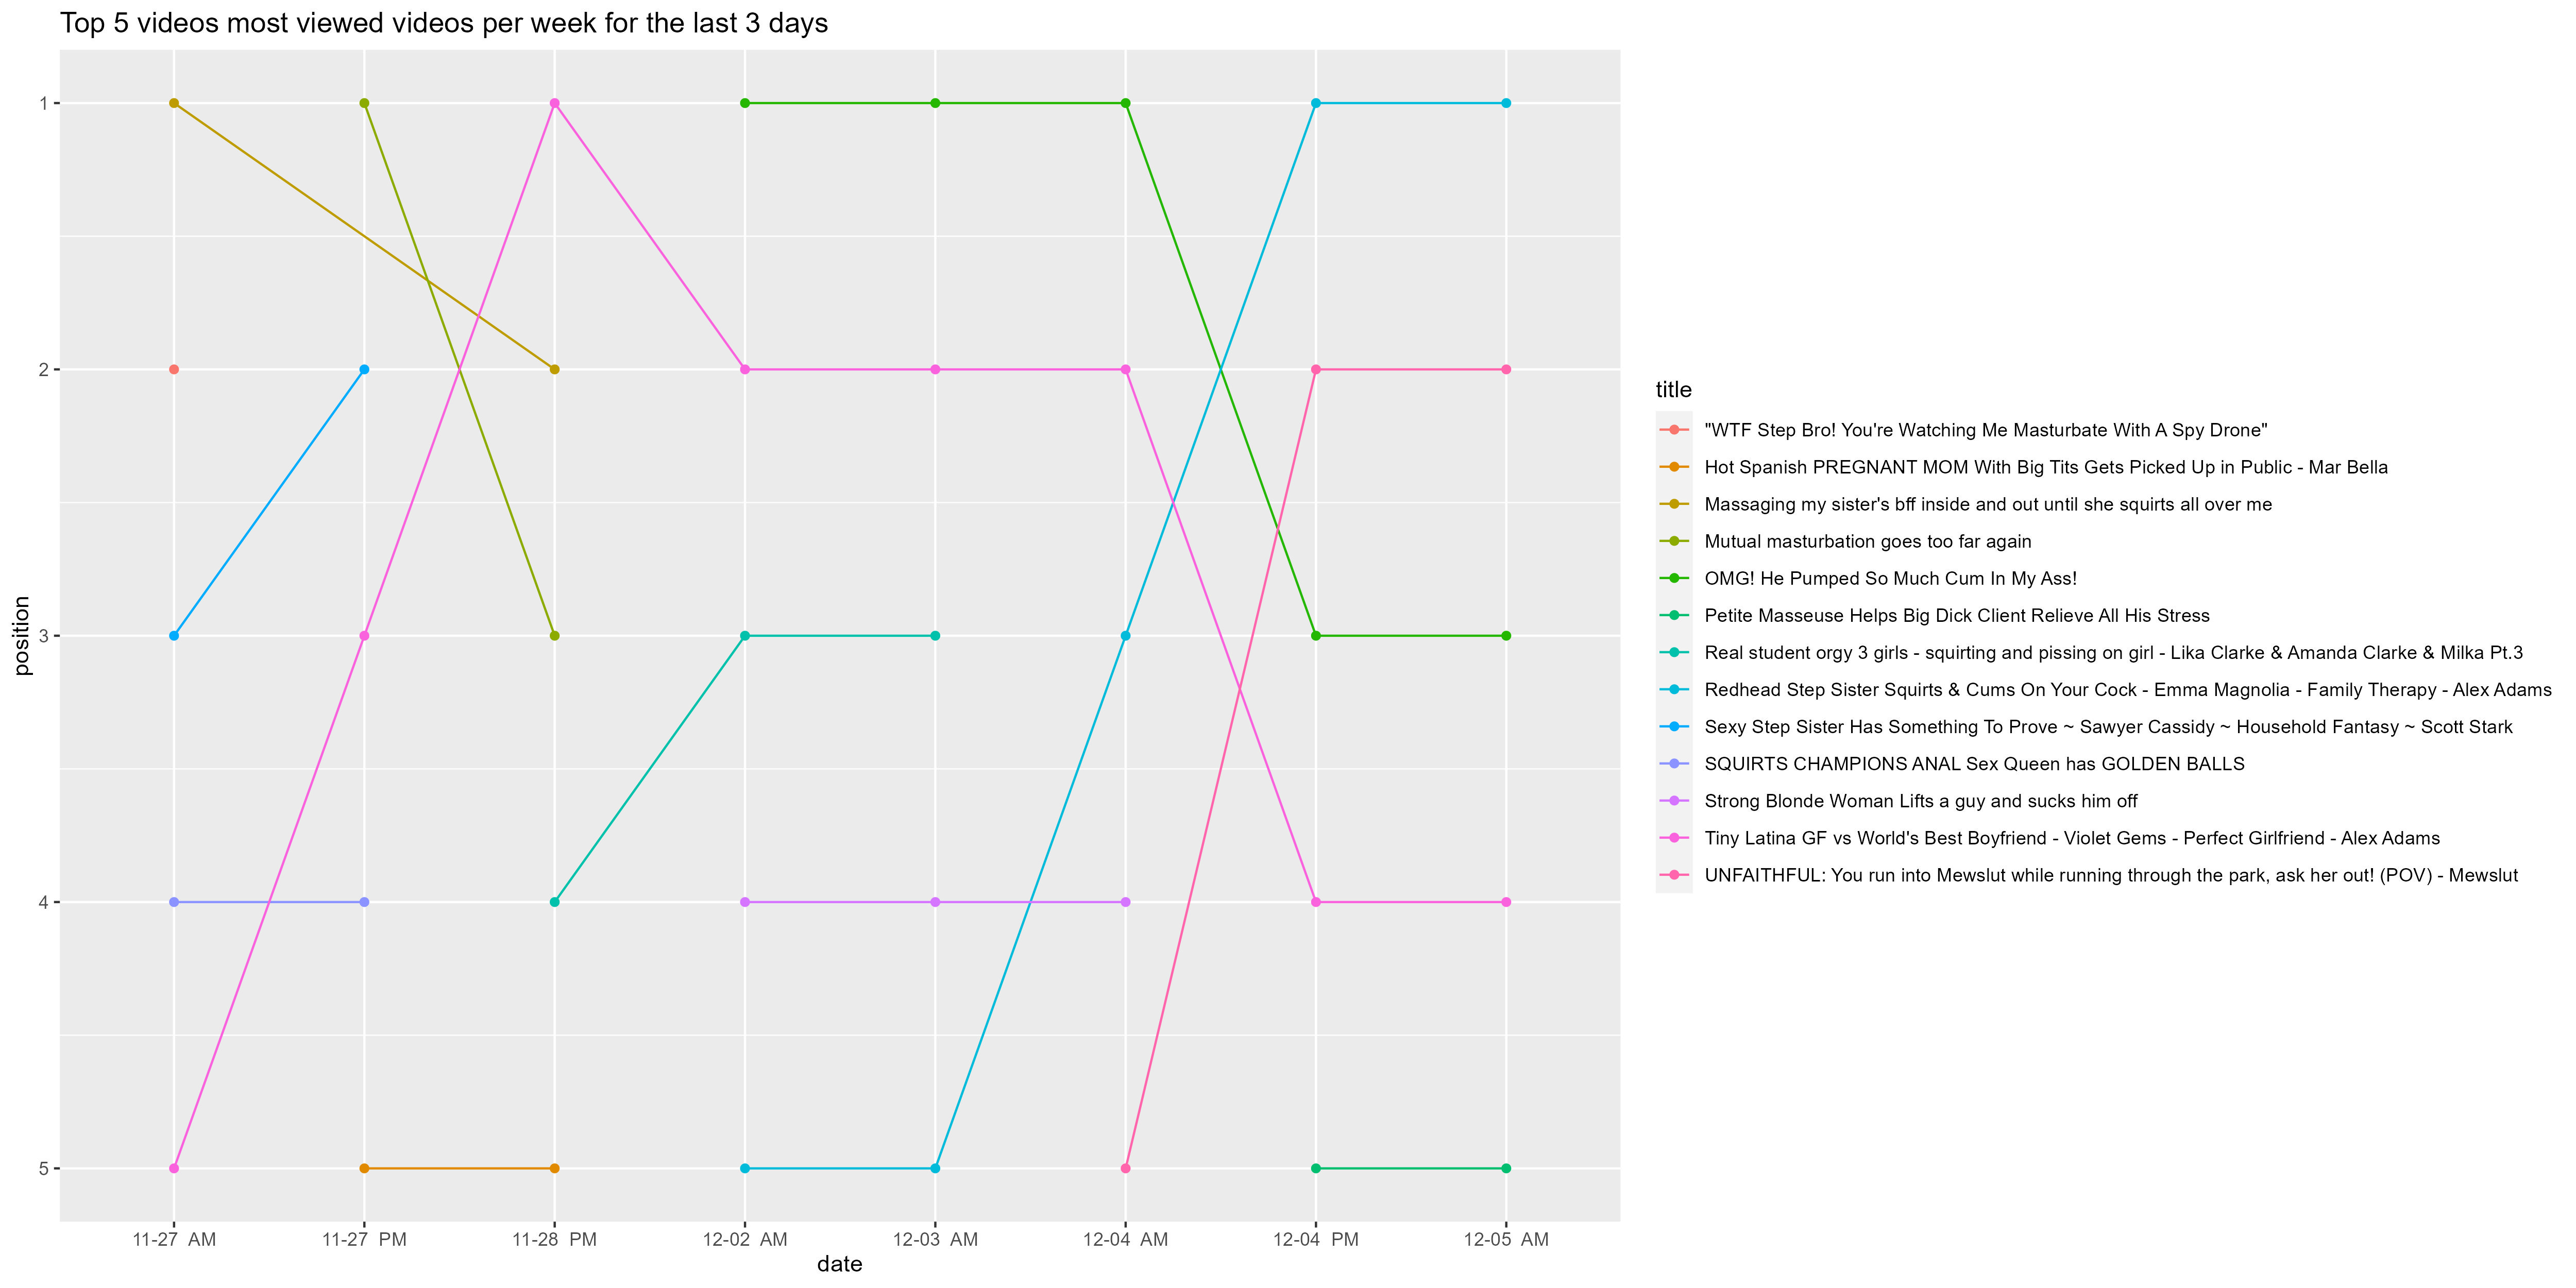 Top 5 videos most viewed videos per week for the last 3 days
position
1
2
3
4
5
11-27 AM
11-27 PM
11-28 PM
12-02 AM
12-03 AM
12-04 AM
12-04 PM
12-05 AM
date
title
"WTF Step Bro! You're Watching Me Masturbate With A Spy Drone"
Hot Spanish PREGNANT MOM With Big Tits Gets Picked Up in Public - Mar Bella
Massaging my sister's bff inside and out until she squirts all over me
Mutual masturbation goes too far again
OMG! He Pumped So Much Cum In My Ass!
Petite Masseuse Helps Big Dick Client Relieve All His Stress
Real student orgy 3 girls - squirting and pissing on girl - Lika Clarke & Amanda Clarke & Milka Pt.3
Redhead Step Sister Squirts & Cums On Your Cock - Emma Magnolia - Family Therapy - Alex Adams
Sexy Step Sister Has Something To Prove ~ Sawyer Cassidy ~ Household Fantasy ~ Scott Stark
SQUIRTS CHAMPIONS ANAL Sex Queen has GOLDEN BALLS
Strong Blonde Woman Lifts a guy and sucks him off
Tiny Latina GF vs World's Best Boyfriend - Violet Gems - Perfect Girlfriend - Alex Adams
UNFAITHFUL: You run into Mewslut while running through the park, ask her out! (POV) - Mewslut